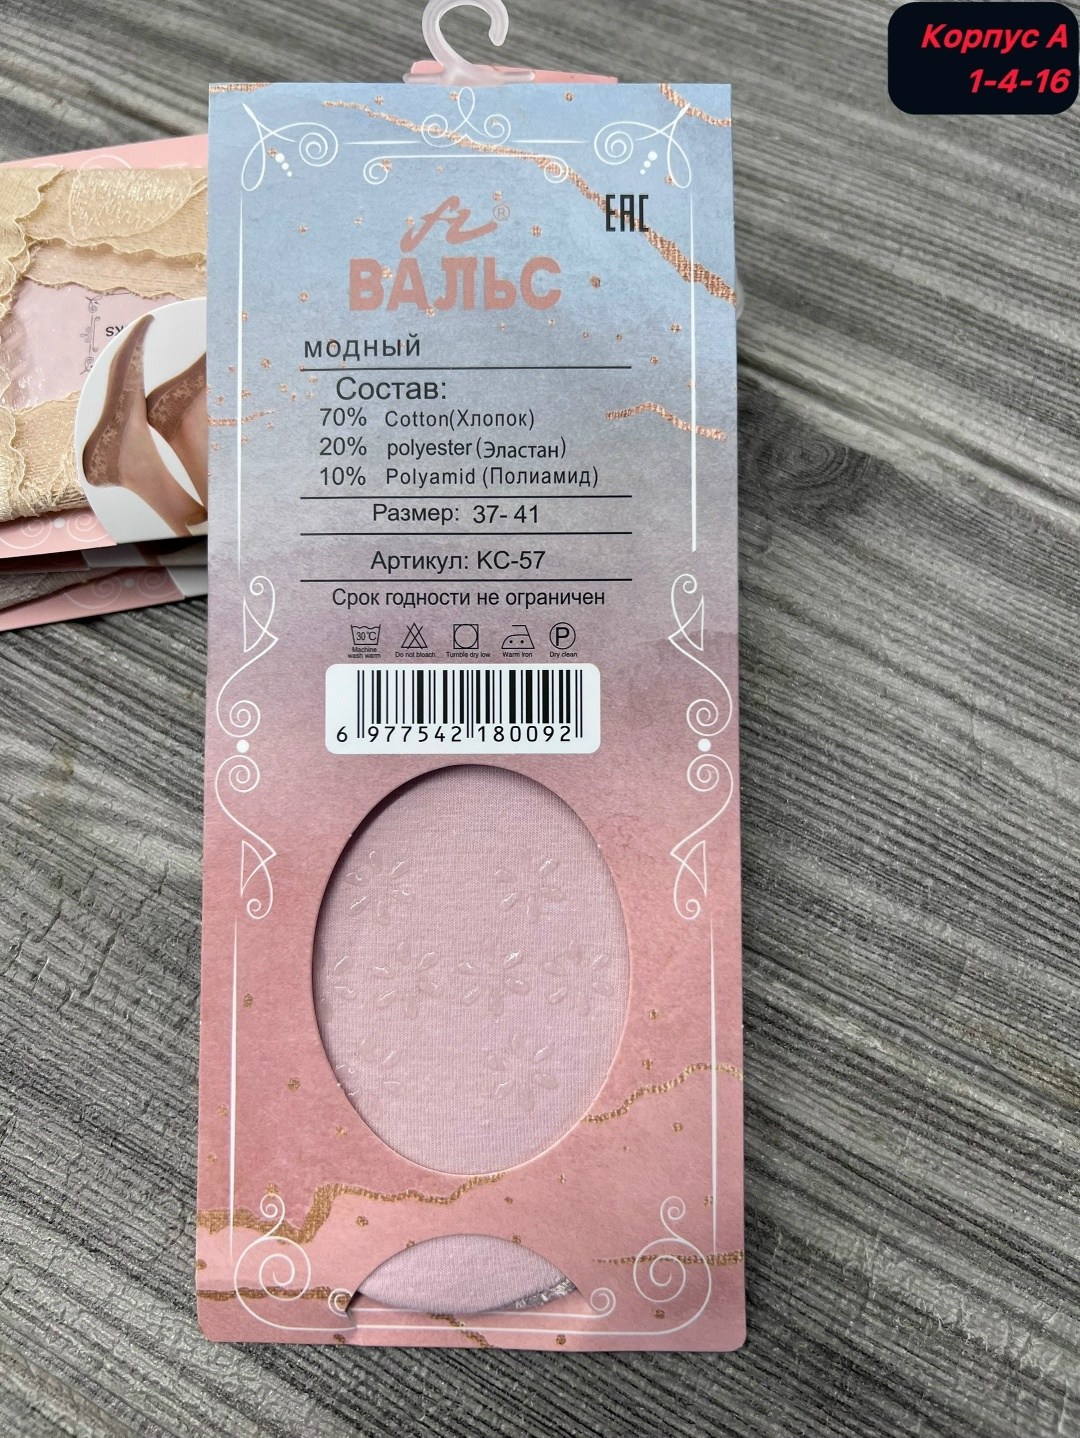 Корпус А
1-4-16
EAC
®
ВАЛЬС
модный
Состав:
70% Cotton(Хлопок)
20% polyester(Эластан)
10% Polyamid (Полиамид)
Размер: 37- 41
Артикул: КС-57
Срок годности не ограничен
30°C
P
Machine wash warm
Do not bleach
Tumble dry low
Warm Iron
Dry clean
6 977542 180092